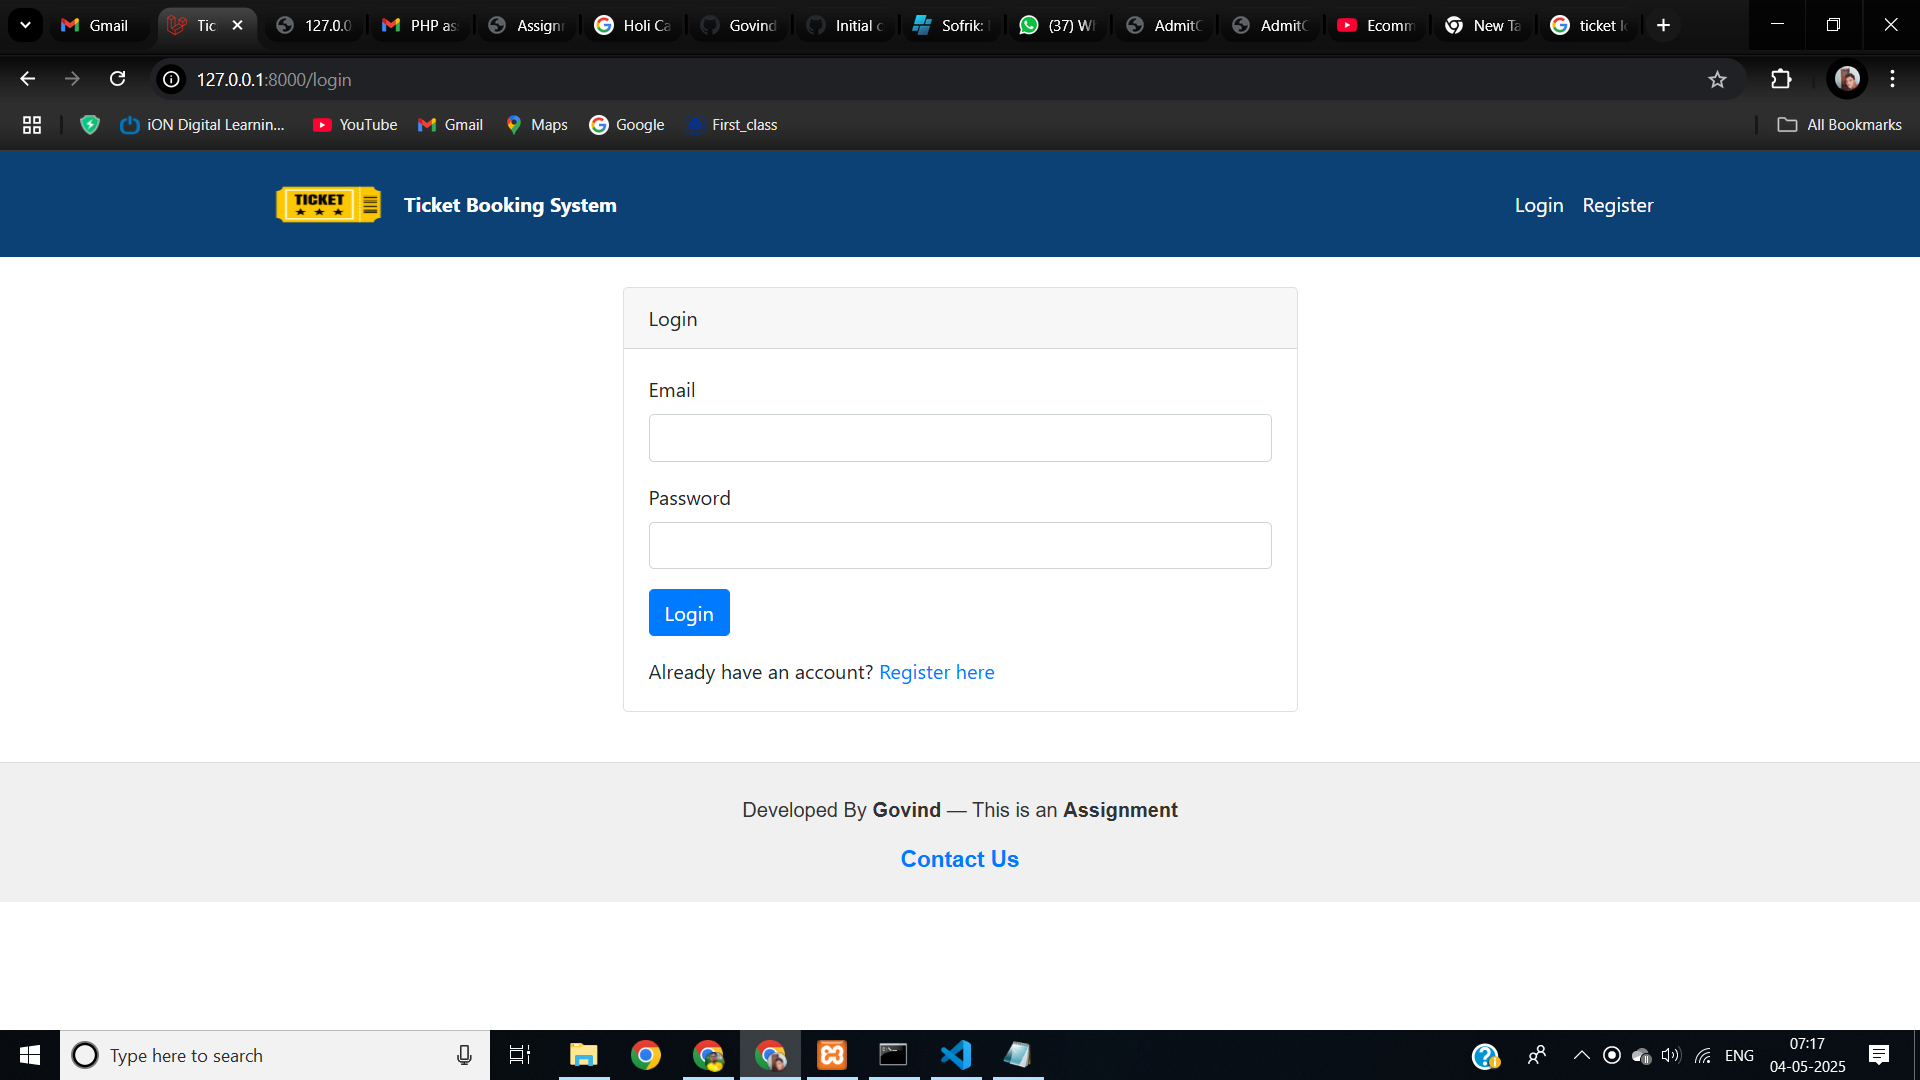 Gmail
Tic
127.0.0
PHP as
Assignr
Holi Ca
Govind
Initial c
Sofrik:
(37) Wh
AdmitC
AdmitC
Ecomm
New Ta
ticket lo
127.0.0.1:8000/login
iON Digital Learnin...
YouTube
Gmail
Maps
Google
First_class
All Bookmarks
TICKET
Ticket Booking System
Login
Register
Login
Email
Password
Login
Already have an account? Register here
Developed By Govind — This is an Assignment
Contact Us
Type here to search
ENG
07:17
04-05-2025